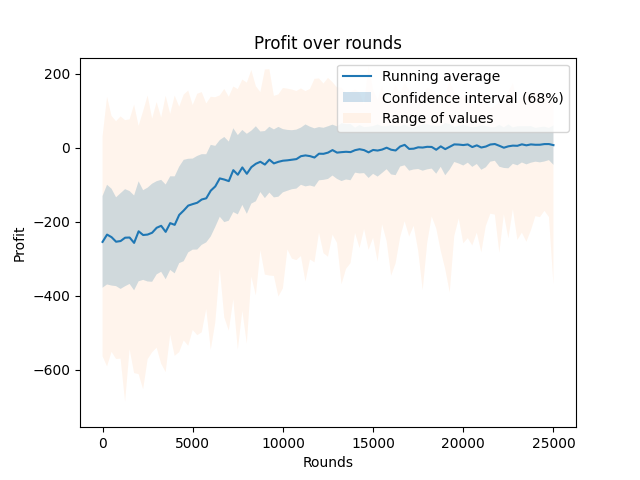 Profit over rounds
Running average
Confidence interval (68%)
Range of values
200
0
−200
−400
−600
Profit
0
5000
10000
15000
20000
25000
Rounds